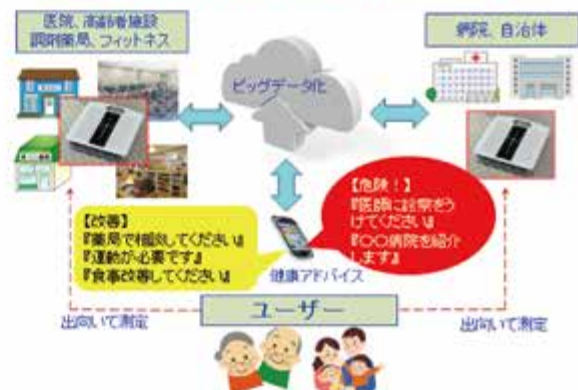 医院、高齢者施設
調剤薬局、フィットネス
病院、自治体
ビッグデータ化
【改善】
『薬局で相談してください』
『運動が必要です』
『食事改善してください』
【危険！】
『医師に診察をう
けてください』
『〇〇病院を紹介
します』
健康アドバイス
ユーザー
出向いて測定
出向いて測定